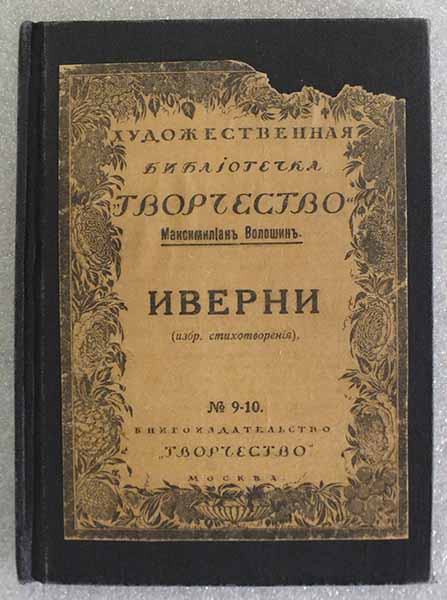 ХУДОЖЕСТВЕННАЯ
БИБЛІОТЕЧКА
„ТВОРЧЕСТВО“
Максимиліанъ Волошинъ.
ИВЕРНИ
(избр. стихотворенія).
№ 9-10.
КНИГОИЗДАТЕЛЬСТВО
„ТВОРЧЕСТВО“
МОСКВА